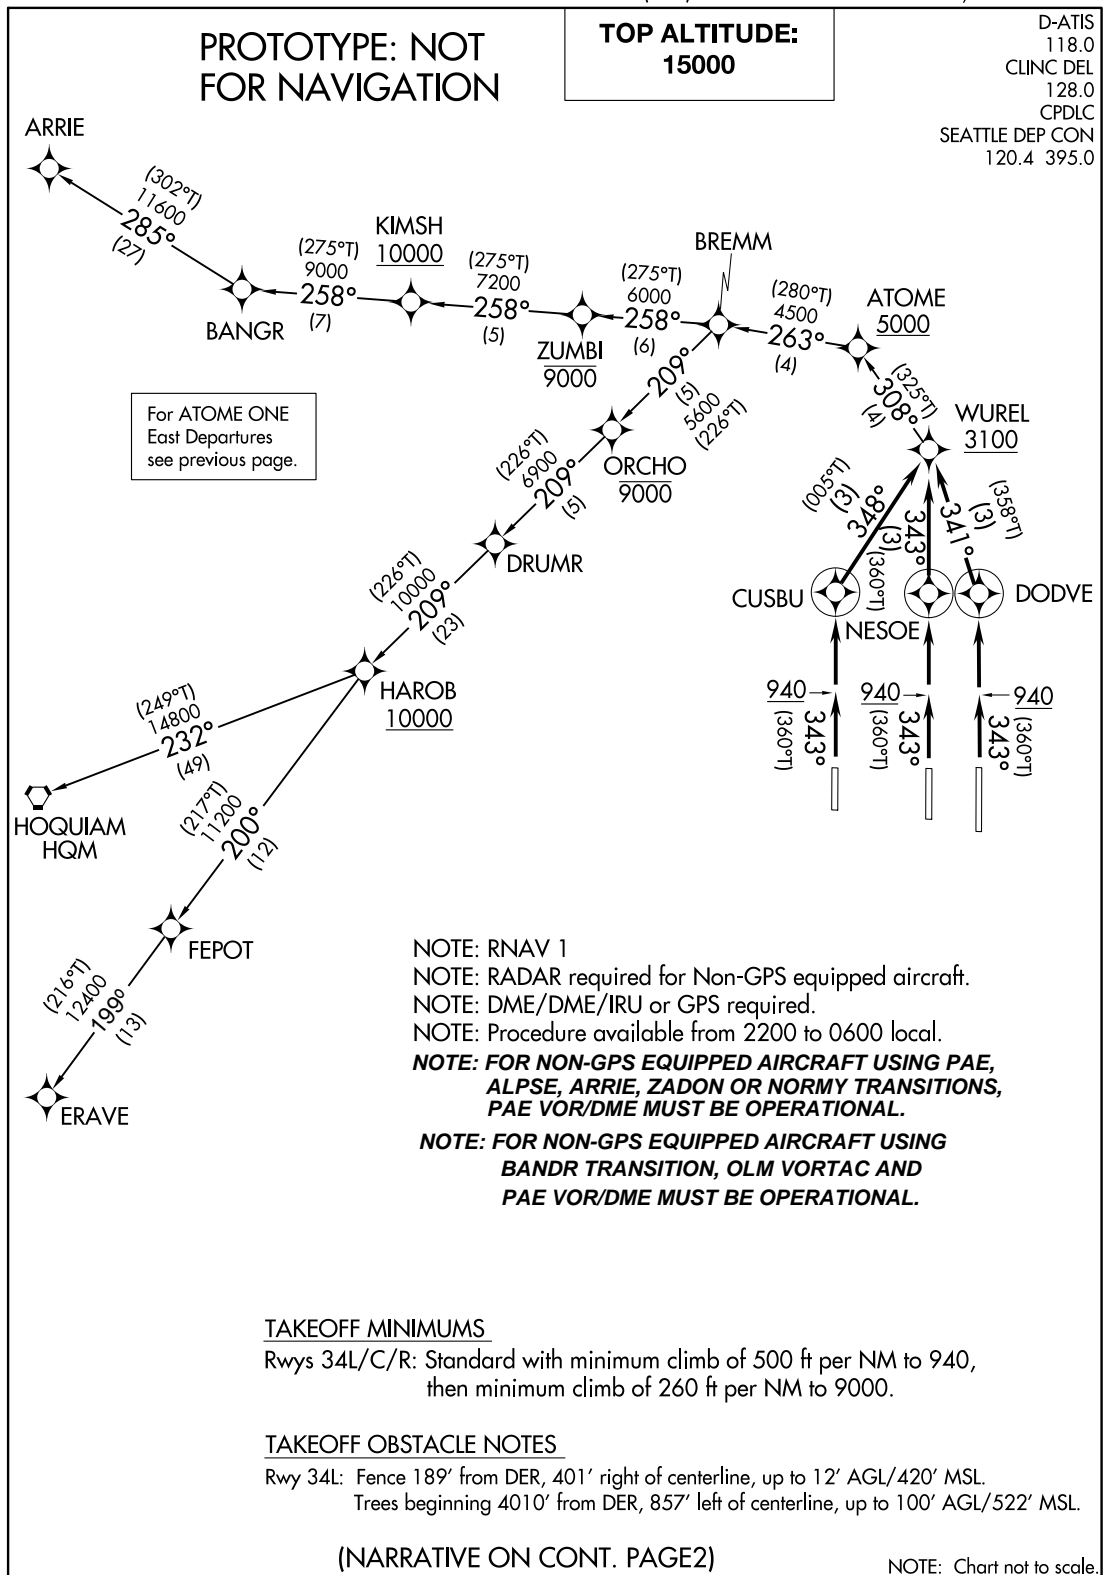 PROTOTYPE: NOT
FOR NAVIGATION
TOP ALTITUDE:
15000
D-ATIS
118.0
CLINC DEL
128.0
CPDLC
SEATTLE DEP CON
120.4 395.0
ARRIE
(302°T)
11600
285°
(27)
KIMSH
10000
(275°T)
9000
258°
(7)
BANGR
(275°T)
7200
258°
(5)
ZUMBI
9000
(275°T)
6000
258°
(6)
BREMM
(280°T)
4500
263°
(4)
ATOME
5000
(325°T)
308°
(4)
WUREL
3100
209°
(5)
5600
(226°T)
For ATOME ONE
East Departures
see previous page.
ORCHO
9000
(226°T)
6900
209°
(5)
DRUMR
(005°T)
(3)
348°
343°
(3)
(360°T)
(358°T)
(3)
341°
CUSBU
NESOE
DODVE
(226°T)
10000
209°
(23)
HAROB
10000
940
(360°T)
343°
940
(360°T)
343°
940
(360°T)
343°
(249°T)
14800
232°
(49)
HOQUIAM
HQM
(217°T)
11200
200°
(12)
FEPOT
(216°T)
12400
199°
(13)
ERAVE
NOTE: RNAV 1
NOTE: RADAR required for Non-GPS equipped aircraft.
NOTE: DME/DME/IRU or GPS required.
NOTE: Procedure available from 2200 to 0600 local.
NOTE: FOR NON-GPS EQUIPPED AIRCRAFT USING PAE,
ALPSE, ARRIE, ZADON OR NORMY TRANSITIONS,
PAE VOR/DME MUST BE OPERATIONAL.
NOTE: FOR NON-GPS EQUIPPED AIRCRAFT USING
BANDR TRANSITION, OLM VORTAC AND
PAE VOR/DME MUST BE OPERATIONAL.
TAKEOFF MINIMUMS
Rwys 34L/C/R: Standard with minimum climb of 500 ft per NM to 940,
then minimum climb of 260 ft per NM to 9000.
TAKEOFF OBSTACLE NOTES
Rwy 34L: Fence 189' from DER, 401' right of centerline, up to 12' AGL/420' MSL.
Trees beginning 4010' from DER, 857' left of centerline, up to 100' AGL/522' MSL.
(NARRATIVE ON CONT. PAGE2)
NOTE: Chart not to scale.